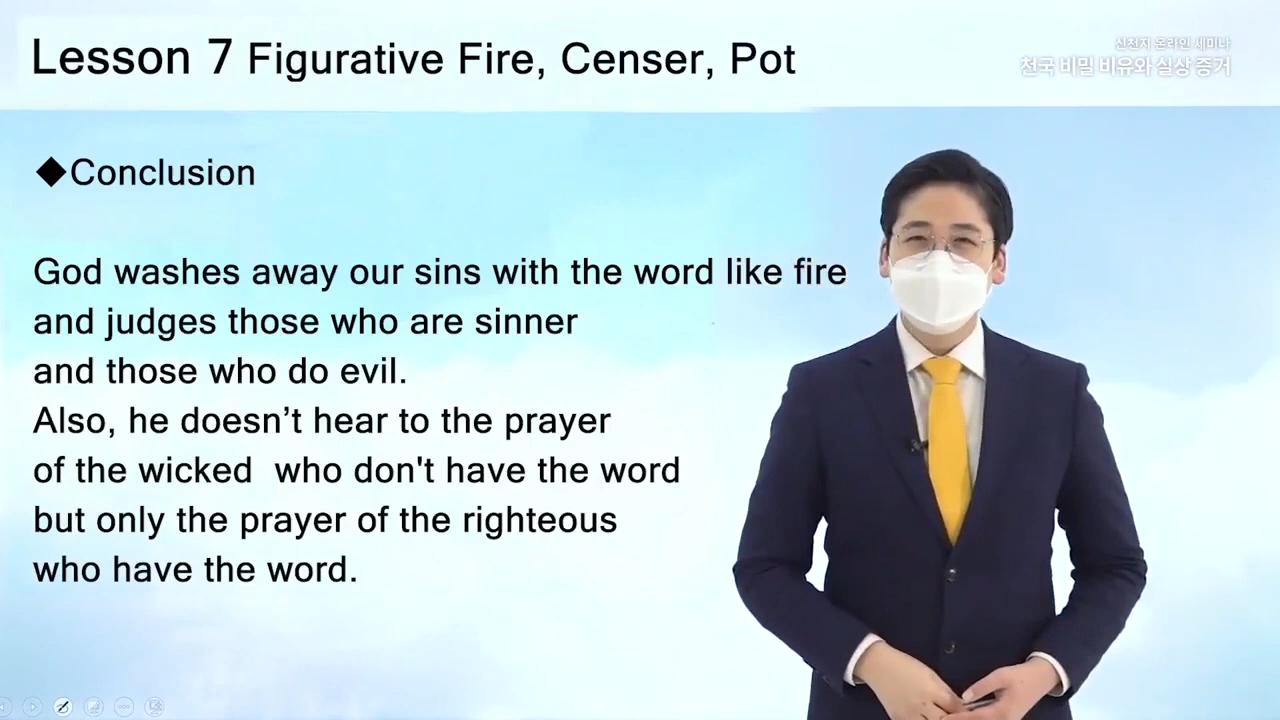 Lesson 7 Figurative Fire, Censer, Pot
신천지 온라인 세미나
천국 비밀 비유와 실상 증거
◆Conclusion
God washes away our sins with the word like fire
and judges those who are sinner
and those who do evil.
Also, he doesn’t hear to the prayer
of the wicked  who don't have the word
but only the prayer of the righteous
who have the word.